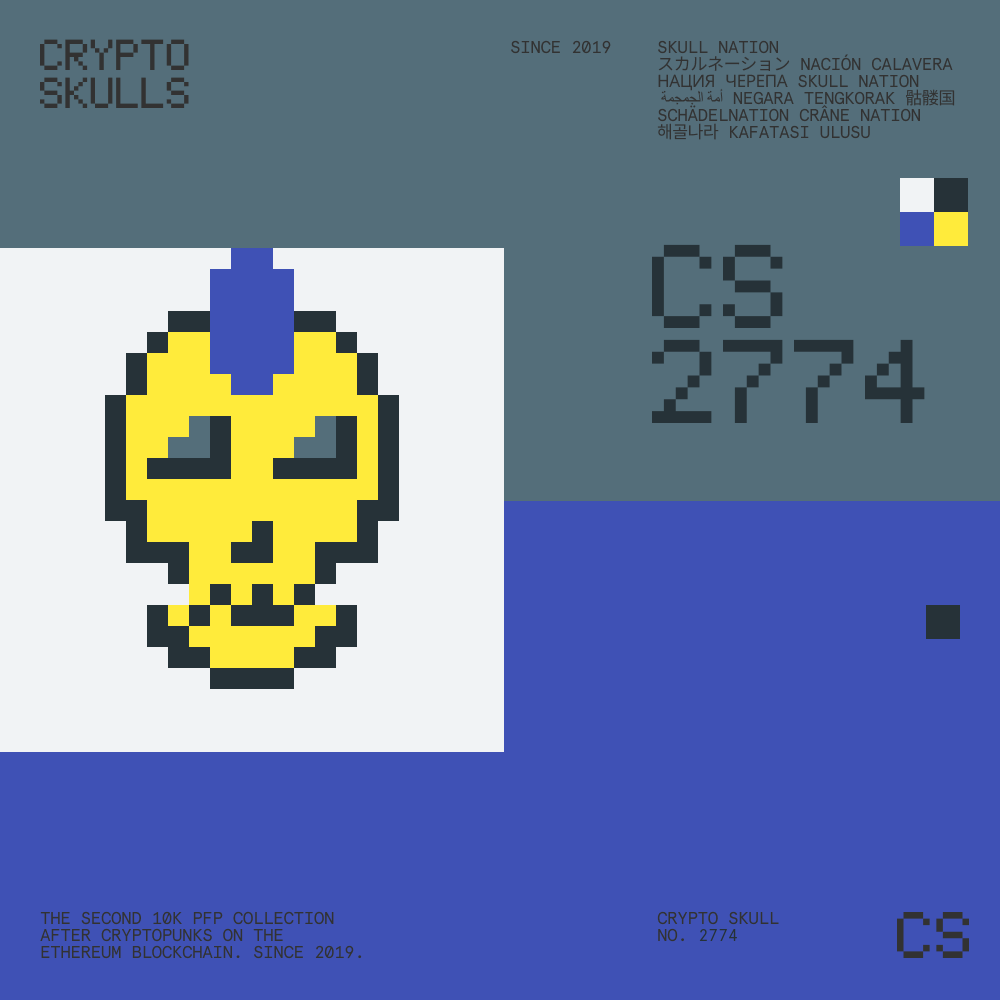 CRYPTO
SKULLS
SINCE 2019
SKULL NATION
スカルネーション NACIÓN CALAVERA
НАЦИЯ ЧЕРЕПА SKULL NATION
أمة الجمجمة NEGARA TENGKORAK 骷髅国
SCHÄDELNATION CRÂNE NATION
해골나라 KAFATASI ULUSU
CS
2774
THE SECOND 10K PFP COLLECTION
AFTER CRYPTOPUNKS ON THE
ETHEREUM BLOCKCHAIN. SINCE 2019.
CRYPTO SKULL
NO. 2774
CS